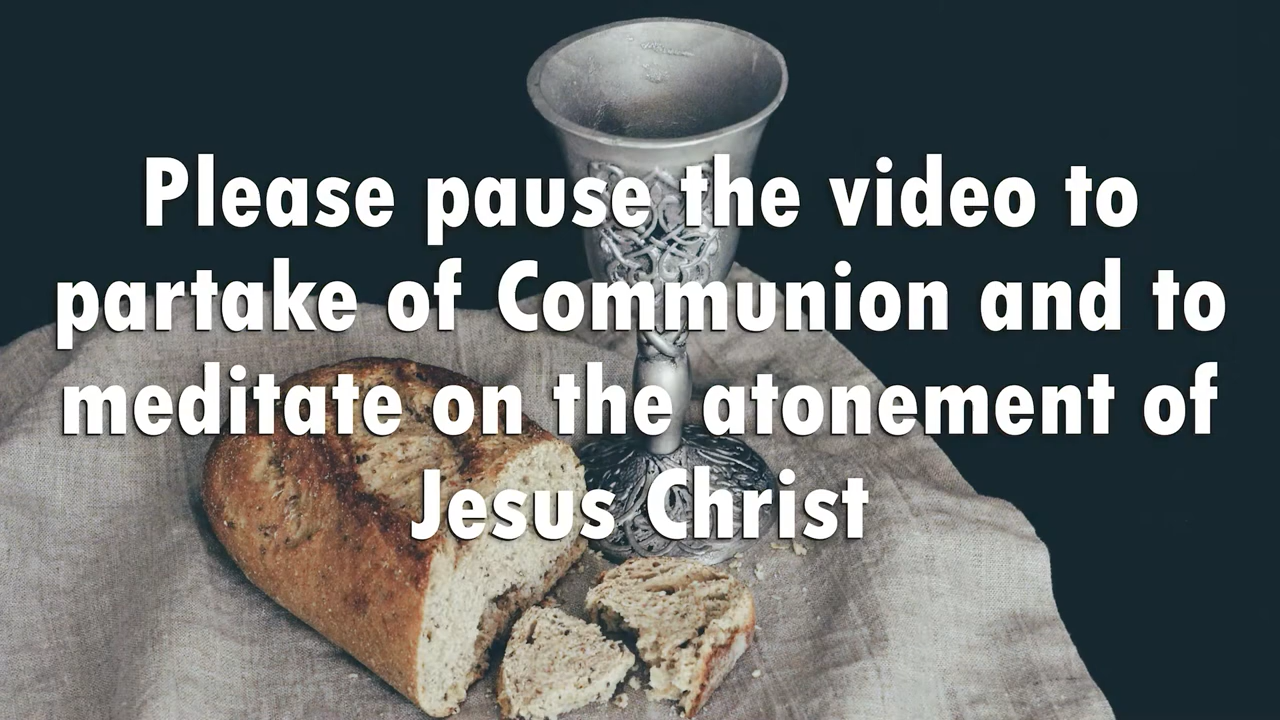 Please pause the video to
partake of Communion and to
meditate on the atonement of
Jesus Christ